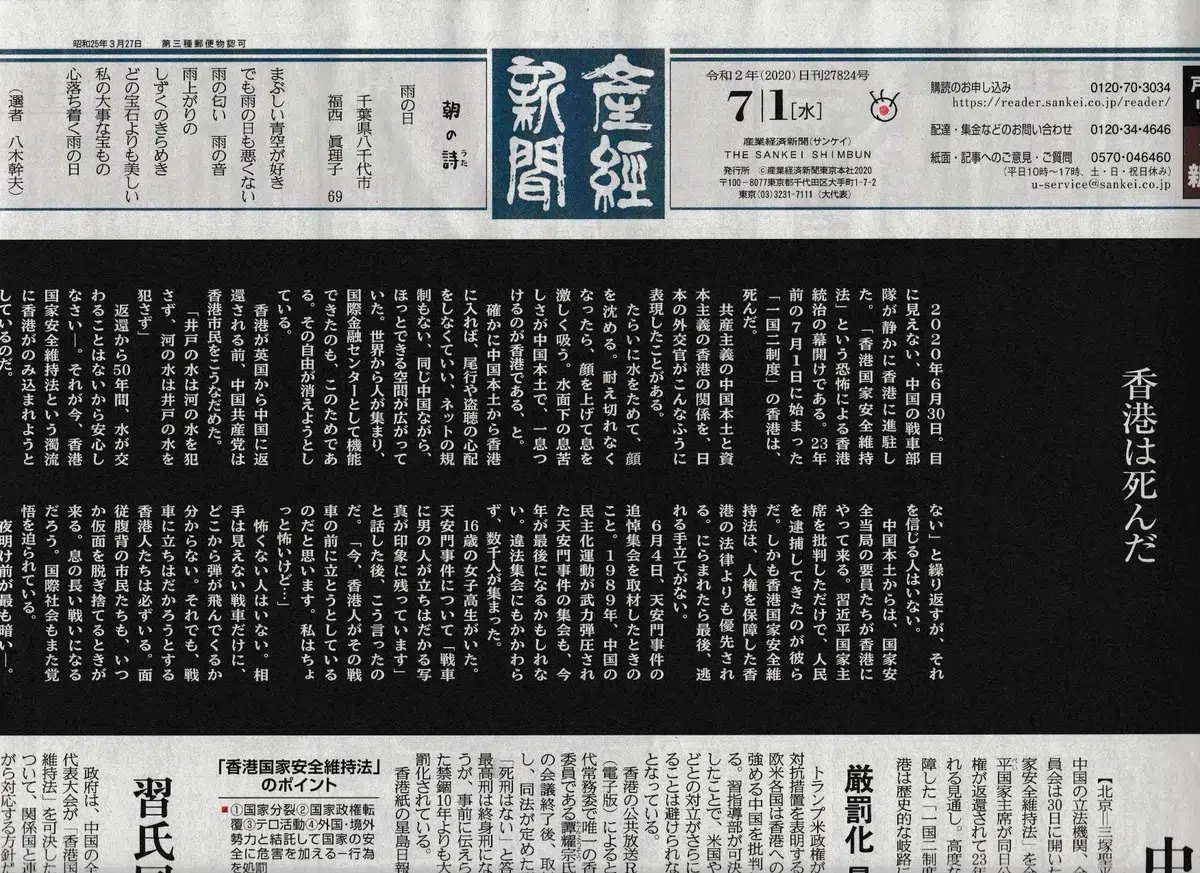 昭和25年3月27日 第三種郵便物認可
産經
新聞
令和2年(2020)日刊27824号
7|1[水]
産業経済新聞(サンケイ)
THE SANKEI SHIMBUN
発行所 ©産業経済新聞東京本社2020
〒100-8077東京都千代田区大手町1-7-2
東京(03)3231-7111(大代表)
購読のお申し込み 0120・70・3034
https://reader.sankei.co.jp/reader/
配達・集金などのお問い合わせ 0120・34・4646
紙面・記事へのご意見・ご質問 0570・046460
(平日10時~17時、土・日・祝日休み)
u-service@sankei.co.jp
朝の詩
うた
雨の日
千葉県八千代市
福西 眞理子 69
まぶしい青空が好き
でも雨の日も悪くない
雨の匂い 雨の音
雨上がりの
しずくのきらめき
どの宝石よりも美しい
私の大事な宝もの
心落ち着く雨の日
(選者 八木幹夫)
香港は死んだ
2020年6月30日。目
に見えない、中国の戦車部
隊が静かに香港に進駐し
た。「香港国家安全維持
法」という恐怖による香港
統治の幕開けである。23年
前の7月1日に始まった
「一国二制度」の香港は、
死んだ。
共産主義の中国本土と資
本主義の香港の関係を、日
本の外交官がこんなふうに
表現したことがある。
たらいに水をためて、顔
を沈める。耐え切れなく
なったら、顔を上げて息を
激しく吸う。水面下の息苦
しさが中国本土で、一息つ
けるのが香港である、と。
確かに中国本土から香港
に入れば、尾行や盗聴の心配
をしなくていい、ネットの規
制もない、同じ中国ながら、
ほっとできる空間が広がって
いた。世界から人が集まり、
国際金融センターとして機能
できたのも、このためであ
る。その自由が消えようとし
ている。
香港が英国から中国に返
還される前、中国共産党は
香港市民をこうなだめた。
「井戸の水は河の水を犯
さず、河の水は井戸の水を
犯さず」
返還から50年間、水が交
わることはないから安心し
なさい―。それが今、香港
国家安全維持法という濁流
に香港がのみ込まれようと
しているのだ。
ない」と繰り返すが、それ
を信じる人はいない。
中国本土からは、国家安
全当局の要員たちが香港に
やって来る。習近平国家主
席を批判しただけで、人民
を逮捕してきたのが彼ら
だ。しかも香港国家安全維
持法は、人権を保障した香
港の法律よりも優先され
る。にらまれたら最後、逃
れる手立てがない。
6月4日、天安門事件の
追悼集会を取材したときの
こと。1989年、中国の
民主化運動が武力弾圧され
た天安門事件の集会も、今
年が最後になるかもしれな
い。違法集会にもかかわら
ず、数千人が集まった。
16歳の女子高生がいた。
天安門事件について「戦車
に男の人が立ちはだかる写
真が印象に残っています」
と話した後、こう言ったの
だ。「今、香港人がその戦
車の前に立とうとしている
のだと思います。私はちょ
っと怖いけど…」
怖くない人はいない。相
手は見えない戦車だけに、
どこから弾が飛んでくるか
分からない。それでも、戦
車に立ちはだかろうとする
香港人たちは必ずいる。面
従腹背の市民たちも、いつ
か仮面を脱ぎ捨てるときが
来る。息の長い戦いになる
だろう。国際社会もまた覚
悟を迫られている。
夜明け前が最も暗い―。
【北京=三塚聖平
中国の立法機関、全
員会は30日に開いた
家安全維持法」を全
平国家主席が同日公
権が返還されて23年
れる見通し。高度な
障した「一国二制度
港は歴史的な岐路に
厳罰化
トランプ米政権が
対抗措置を表明する
欧米各国は香港への
強める中国を批判す
る。習指導部が可決
したことで、米国や
どとの対立がさらに
ることは避けられな
となっている。
香港の公共放送R
(電子版)によると
代常務委で唯一の香
委員である譚耀宗氏
の会議終了後、取
し、同法が定めた
「死刑はない」と答
最高刑は終身刑にな
うが、事前に伝えら
た禁錮10年よりも大
罰化されている。
香港紙の星島日報
「香港国家安全維持法」
のポイント
①国家分裂②国家政権転
覆③テロ活動④外国・境外
勢力と結託して国家の安
全に危害を加える―行為
を処罰
習氏
政府は、中国の全
代表大会が「香港国
維持法」を可決した
ついて、関係国と連
がら対応する方針だ